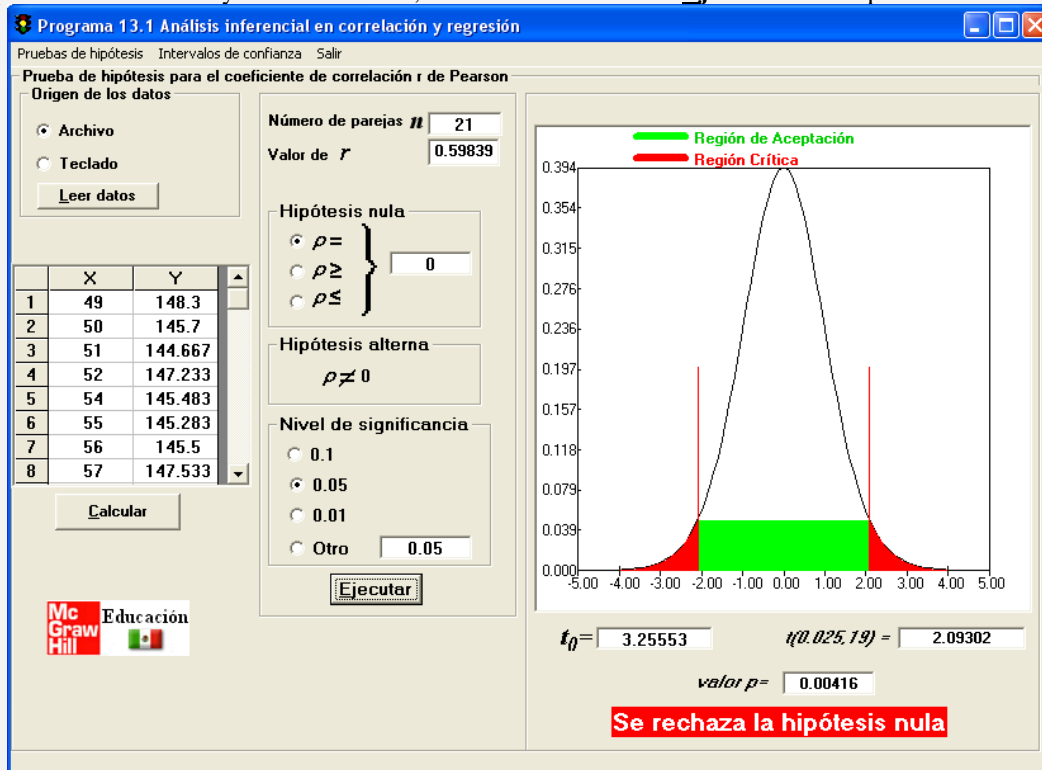 Programa 13.1 Análisis inferencial en correlación y regresión
Pruebas de hipótesis Intervalos de confianza Salir
Prueba de hipótesis para el coeficiente de correlación r de Pearson
Origen de los datos
Archivo
Teclado
Leer datos
X Y
1 49 148.3
2 50 145.7
3 51 144.667
4 52 147.233
5 54 145.483
6 55 145.283
7 56 145.5
8 57 147.533
Calcular
Mc
Graw
Hill
Educación
Número de parejas n 21
Valor de r 0.59839
Hipótesis nula
ρ =
ρ ≥
ρ ≤
0
Hipótesis alterna
ρ ≠ 0
Nivel de significancia
0.1
0.05
0.01
Otro 0.05
Ejecutar
Región de Aceptación
Región Crítica
0.394
0.354
0.315
0.276
0.236
0.197
0.157
0.118
0.079
0.039
0.000
-5.00 -4.00 -3.00 -2.00 -1.00 0.00 1.00 2.00 3.00 4.00 5.00
t0= 3.25553 t(0.025,19) = 2.09302
valor p= 0.00416
Se rechaza la hipótesis nula